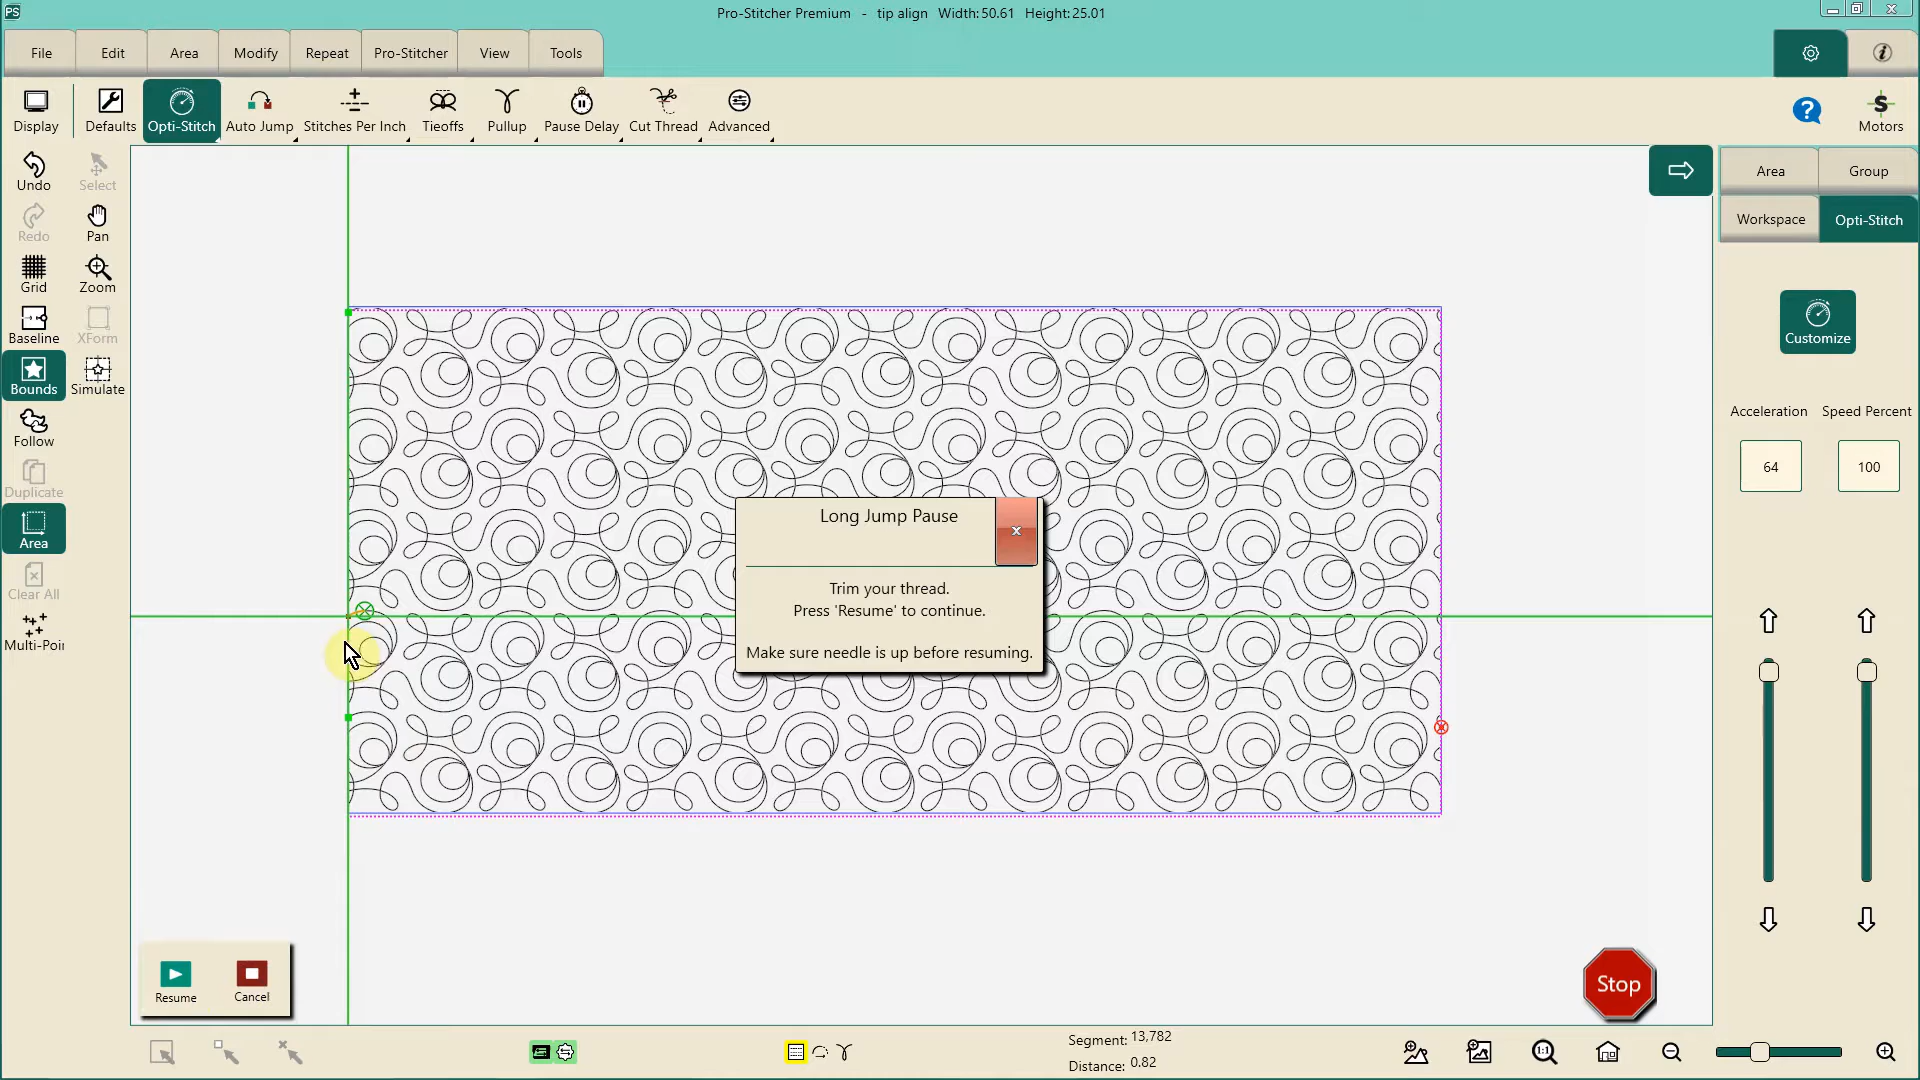 PS
Pro-Stitcher Premium - tip align Width: 50.61 Height: 25.01
File Edit Area Modify Repeat Pro-Stitcher View Tools
Display Defaults Opti-Stitch Auto Jump Stitches Per Inch Tieoffs Pullup Pause Delay Cut Thread Advanced
?
S
Motors
Undo Select
Redo Pan
Grid Zoom
Baseline XForm
Bounds Simulate
Follow
Duplicate
Area
Clear All
Multi-Poi
Area Group
Workspace Opti-Stitch
Customize
Acceleration Speed Percent
64 100
Long Jump Pause
x
Trim your thread.
Press 'Resume' to continue.
Make sure needle is up before resuming.
Resume Cancel
Stop
Segment: 13,782
Distance: 0.82
1:1